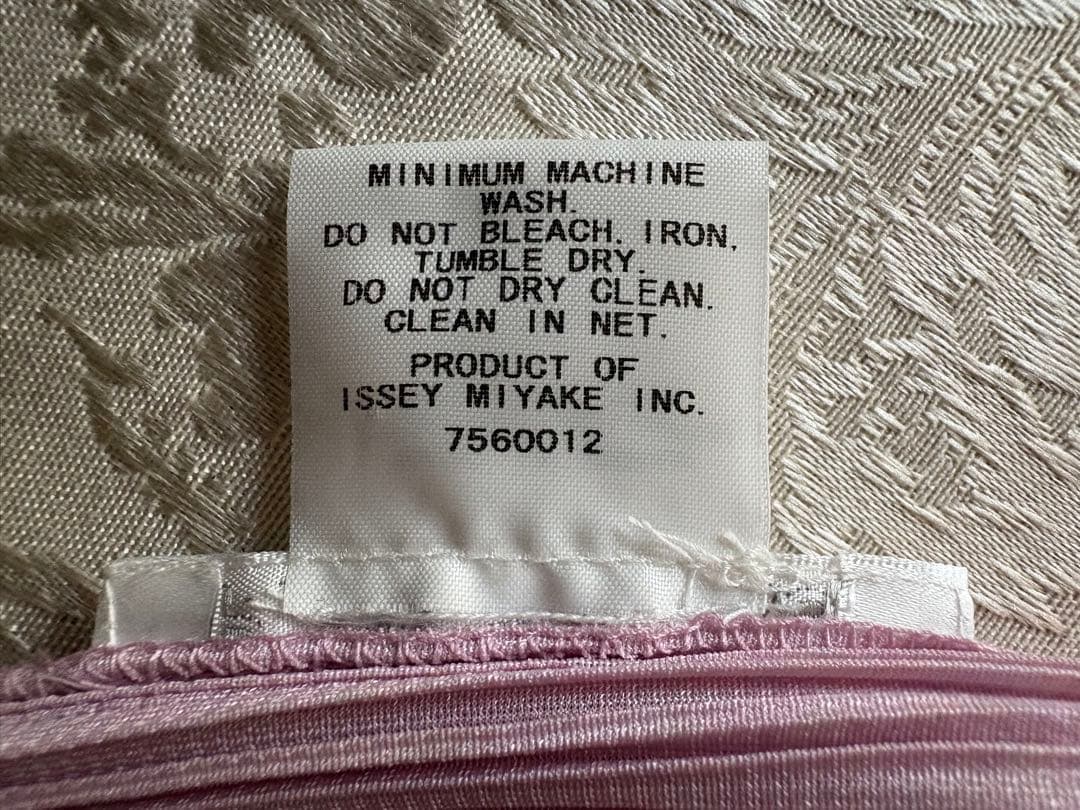 MINIMUM MACHINE
WASH.
DO NOT BLEACH. IRON.
TUMBLE DRY.
DO NOT DRY CLEAN.
CLEAN IN NET.
PRODUCT OF
ISSEY MIYAKE INC.
7560012